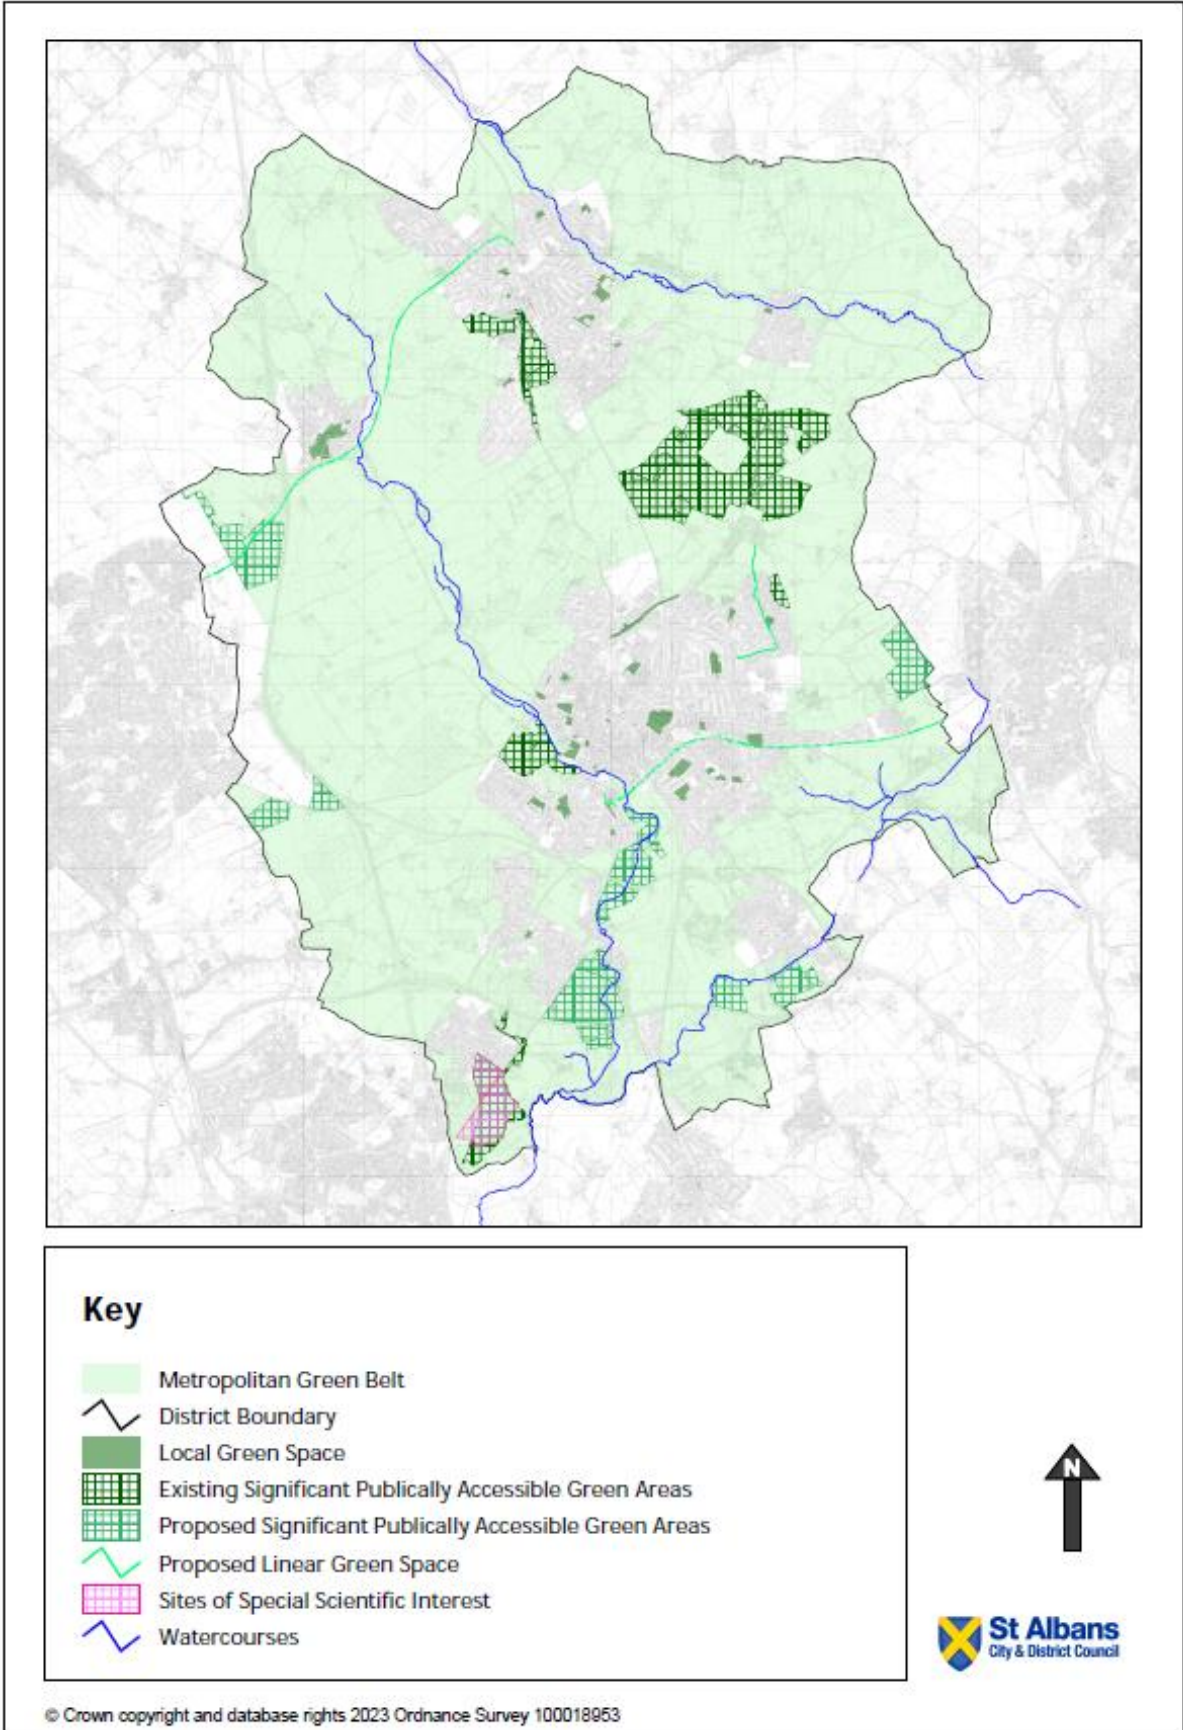 Key
Metropolitan Green Belt
District Boundary
Local Green Space
Existing Significant Publically Accessible Green Areas
Proposed Significant Publically Accessible Green Areas
Proposed Linear Green Space
Sites of Special Scientific Interest
Watercourses
N
St Albans
City & District Council
© Crown copyright and database rights 2023 Ordnance Survey 100018953